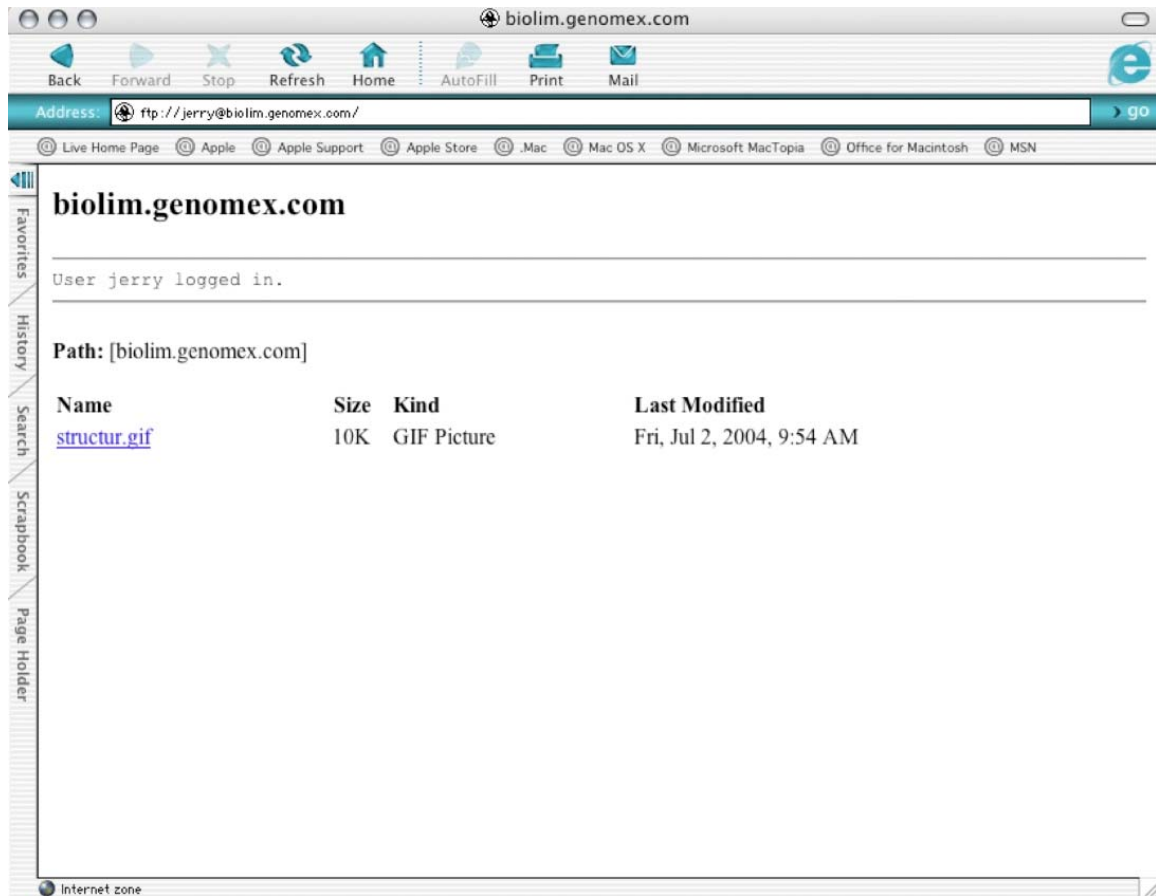 biolim.genomex.com
Back Forward Stop Refresh Home AutoFill Print Mail
Address: ftp://jerry@biolim.genomex.com/ go
Live Home Page Apple Apple Support Apple Store .Mac Mac OS X Microsoft MacTopia Office for Macintosh MSN
Favorites
History
Search
Scrapbook
Page Holder
biolim.genomex.com
User jerry logged in.
Path: [biolim.genomex.com]
Name Size Kind Last Modified
structur.gif 10K GIF Picture Fri, Jul 2, 2004, 9:54 AM
Internet zone